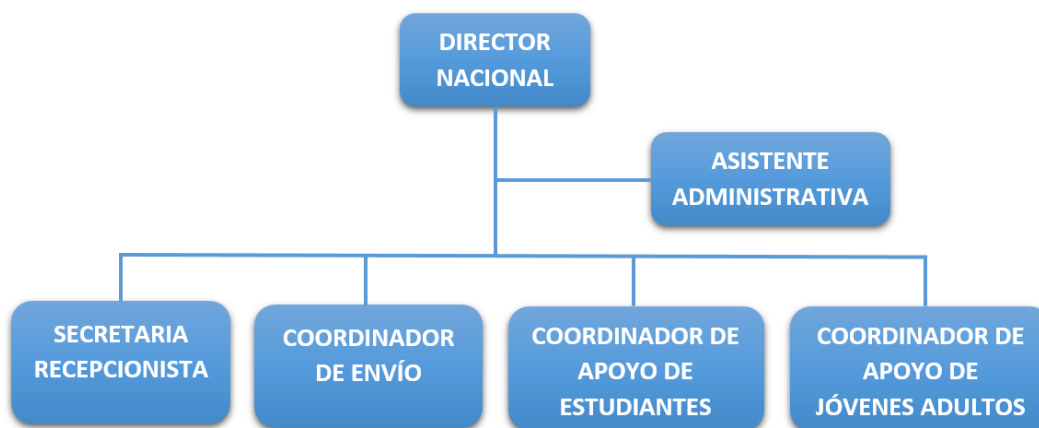 DIRECTOR
NACIONAL
ASISTENTE
ADMINISTRATIVA
SECRETARIA
RECEPCIONISTA
COORDINADOR
DE ENVÍO
COORDINADOR DE
APOYO DE
ESTUDIANTES
COORDINADOR DE
APOYO DE
JÓVENES ADULTOS